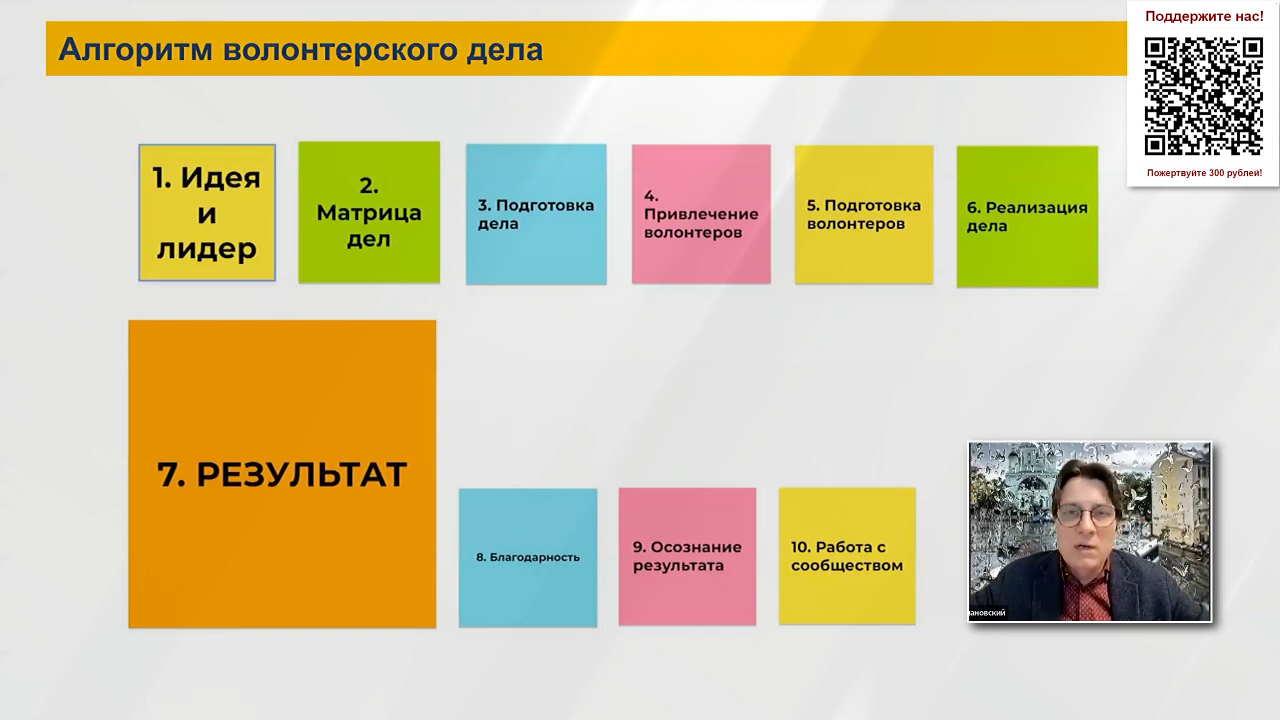 Алгоритм волонтерского дела
Поддержите нас!
Пожертвуйте 300 рублей!
1. Идея
и
лидер
2.
Матрица
дел
3. Подготовка
дела
4.
Привлечение
волонтеров
5. Подготовка
волонтеров
6. Реализация
дела
7. РЕЗУЛЬТАТ
8. Благодарность
9. Осознание
результата
10. Работа с
сообществом